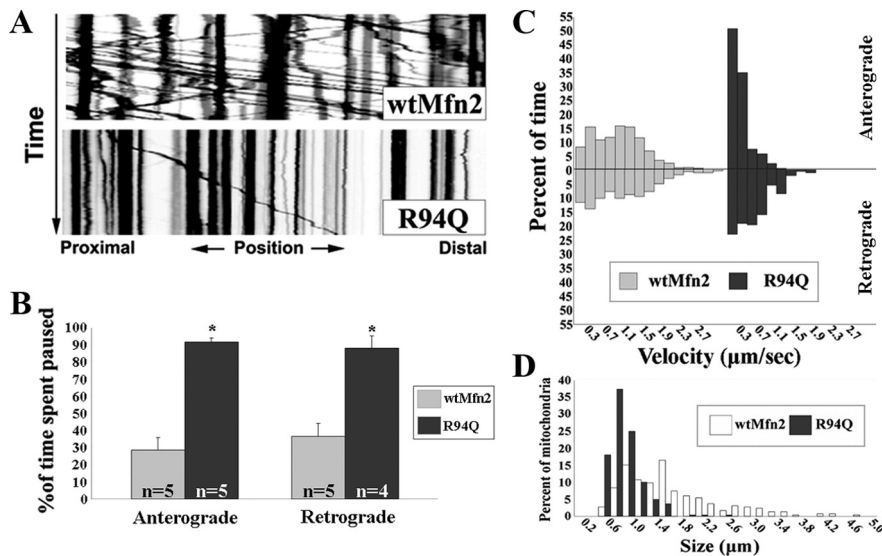 A
wtMfn2
R94Q
Time
Proximal
Position
Distal
B
%of time spent paused
100
90
80
70
60
50
40
30
20
10
0
*
*
n=5
n=5
n=5
n=4
Anterograde
Retrograde
wtMfn2
R94Q
C
Percent of time
55
50
45
40
35
30
25
20
15
10
5
0
5
10
15
20
25
30
35
40
45
50
55
Anterograde
Retrograde
wtMfn2
R94Q
0.3
0.7
1.1
1.5
1.9
2.3
2.7
0.3
0.7
1.1
1.5
1.9
2.3
2.7
Velocity (µm/sec)
D
Percent of mitochondria
40
35
30
25
20
15
10
5
0
wtMfn2
R94Q
0.2
0.6
1.0
1.4
1.8
2.2
2.6
3.0
3.4
3.8
4.2
4.6
5.0
Size (µm)